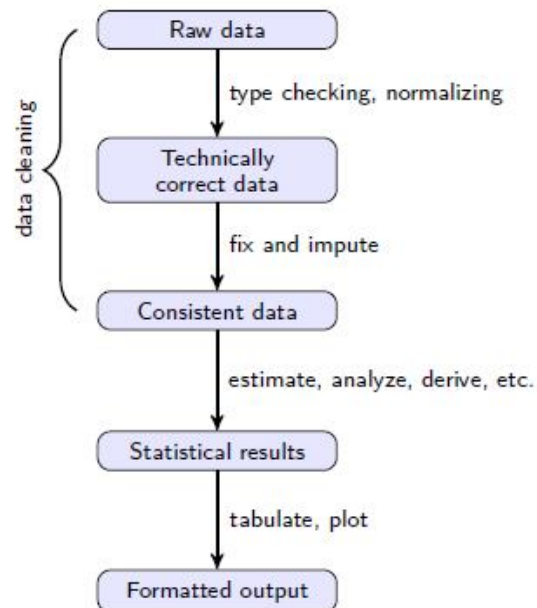 Raw data
type checking, normalizing
Technically
correct data
data cleaning
fix and impute
Consistent data
estimate, analyze, derive, etc.
Statistical results
tabulate, plot
Formatted output